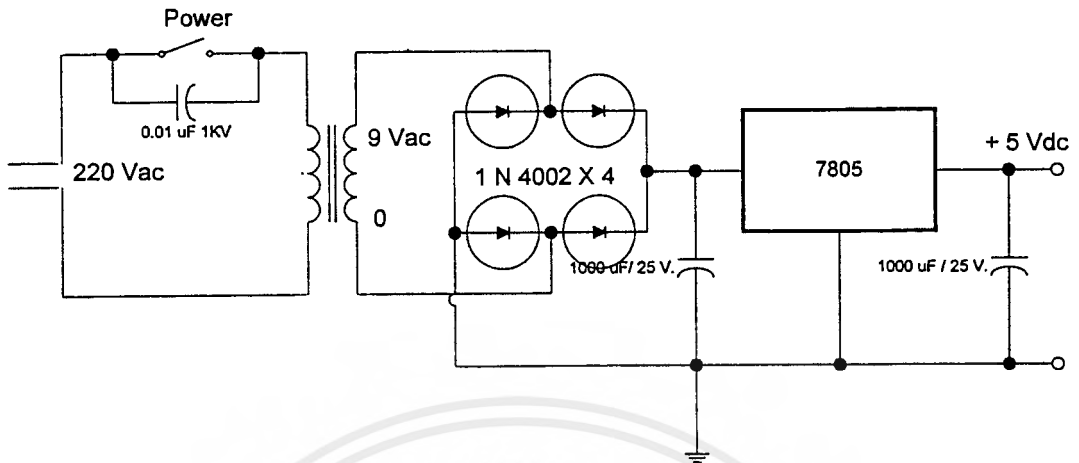 Power
0.01 uF 1KV
220 Vac
9 Vac
0
1 N 4002 X 4
1000 uF/ 25 V.
7805
+ 5 Vdc
1000 uF / 25 V.